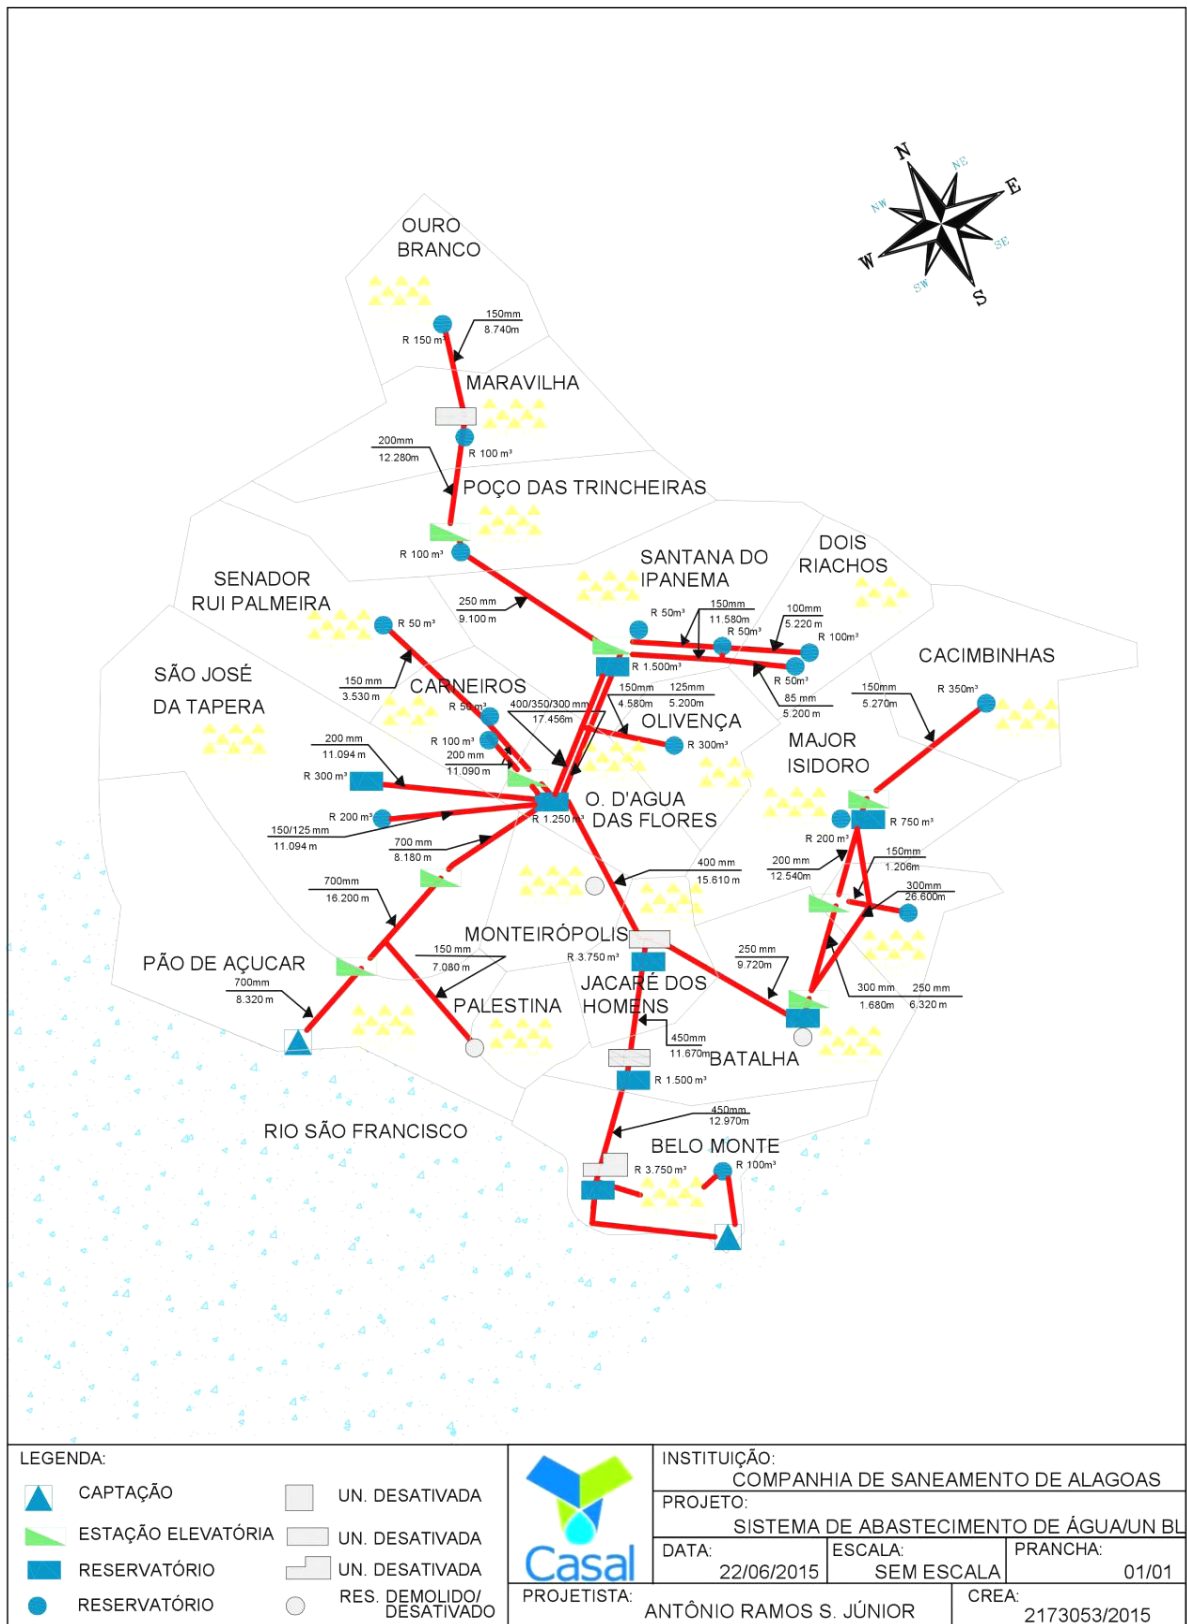 N
NE
E
NW
SE
W
SW
S
OURO
BRANCO
150mm
8.740m
R 150 m³
MARAVILHA
200mm
12.280m
R 100 m³
POÇO DAS TRINCHEIRAS
R 100 m³
SANTANA DO
IPANEMA
DOIS
RIACHOS
SENADOR
RUI PALMEIRA
250 mm
9.100 m
R 50 m³
R 50m³
150mm
11.580m
R 50m³
100mm
5.220 m
R 100m³
R 50m³
85 mm
5.200 m
CACIMBINHAS
150mm
5.270m
R 350m³
SÃO JOSÉ
DA TAPERA
150 mm
3.530 m
CARNEIROS
R 50 m³
R 100 m³
400/350/300 mm
17.456m
R 1.500m³
150mm
4.580m
125mm
5.200m
OLIVENÇA
R 300m³
MAJOR
ISIDORO
200 mm
11.094 m
R 300 m³
200 mm
11.090m
O. D'AGUA
DAS FLORES
R 1.250m³
R 200 m³
150/125 mm
11.094 m
700 mm
8.180 m
R 200 m³
R 750 m³
200 mm
12.540m
150mm
1.206m
300mm
26.600m
400 mm
15.610 m
700mm
16.200 m
MONTEIRÓPOLIS
R 3.750 m³
250 mm
9.720m
PÃO DE AÇUCAR
700mm
8.320 m
150 mm
7.080 m
PALESTINA
JACARÉ DOS
HOMENS
300 mm
1.680m
250 mm
6.320 m
450mm
11.670m
BATALHA
R 1.500 m³
450mm
12.970m
RIO SÃO FRANCISCO
BELO MONTE
R 3.750 m³
R 100m³
LEGENDA:
CAPTAÇÃO
UN. DESATIVADA
ESTAÇÃO ELEVATÓRIA
UN. DESATIVADA
RESERVATÓRIO
UN. DESATIVADA
RESERVATÓRIO
RES. DEMOLIDO/
DESATIVADO
Casal
INSTITUIÇÃO:
COMPANHIA DE SANEAMENTO DE ALAGOAS
PROJETO:
SISTEMA DE ABASTECIMENTO DE ÁGUA/UN BL
DATA:
22/06/2015
ESCALA:
SEM ESCALA
PRANCHA:
01/01
PROJETISTA:
ANTÔNIO RAMOS S. JÚNIOR
CREA:
2173053/2015